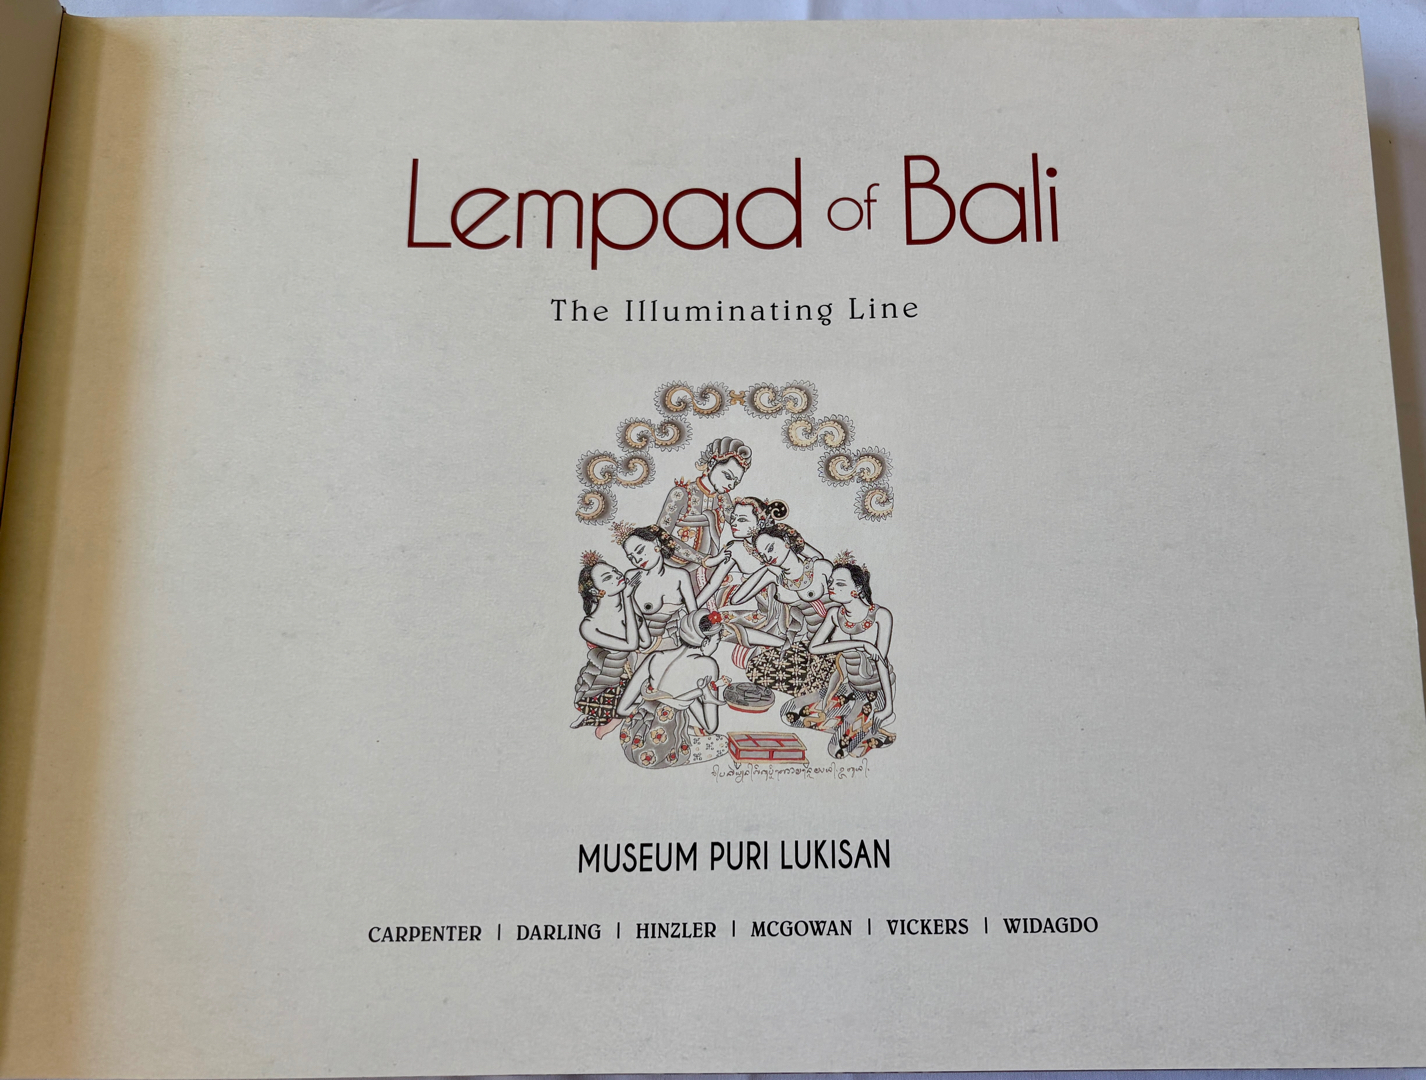 Lempad of Bali
The Illuminating Line
MUSEUM PURI LUKISAN
CARPENTER | DARLING | HINZLER | MCGOWAN | VICKERS | WIDAGDO